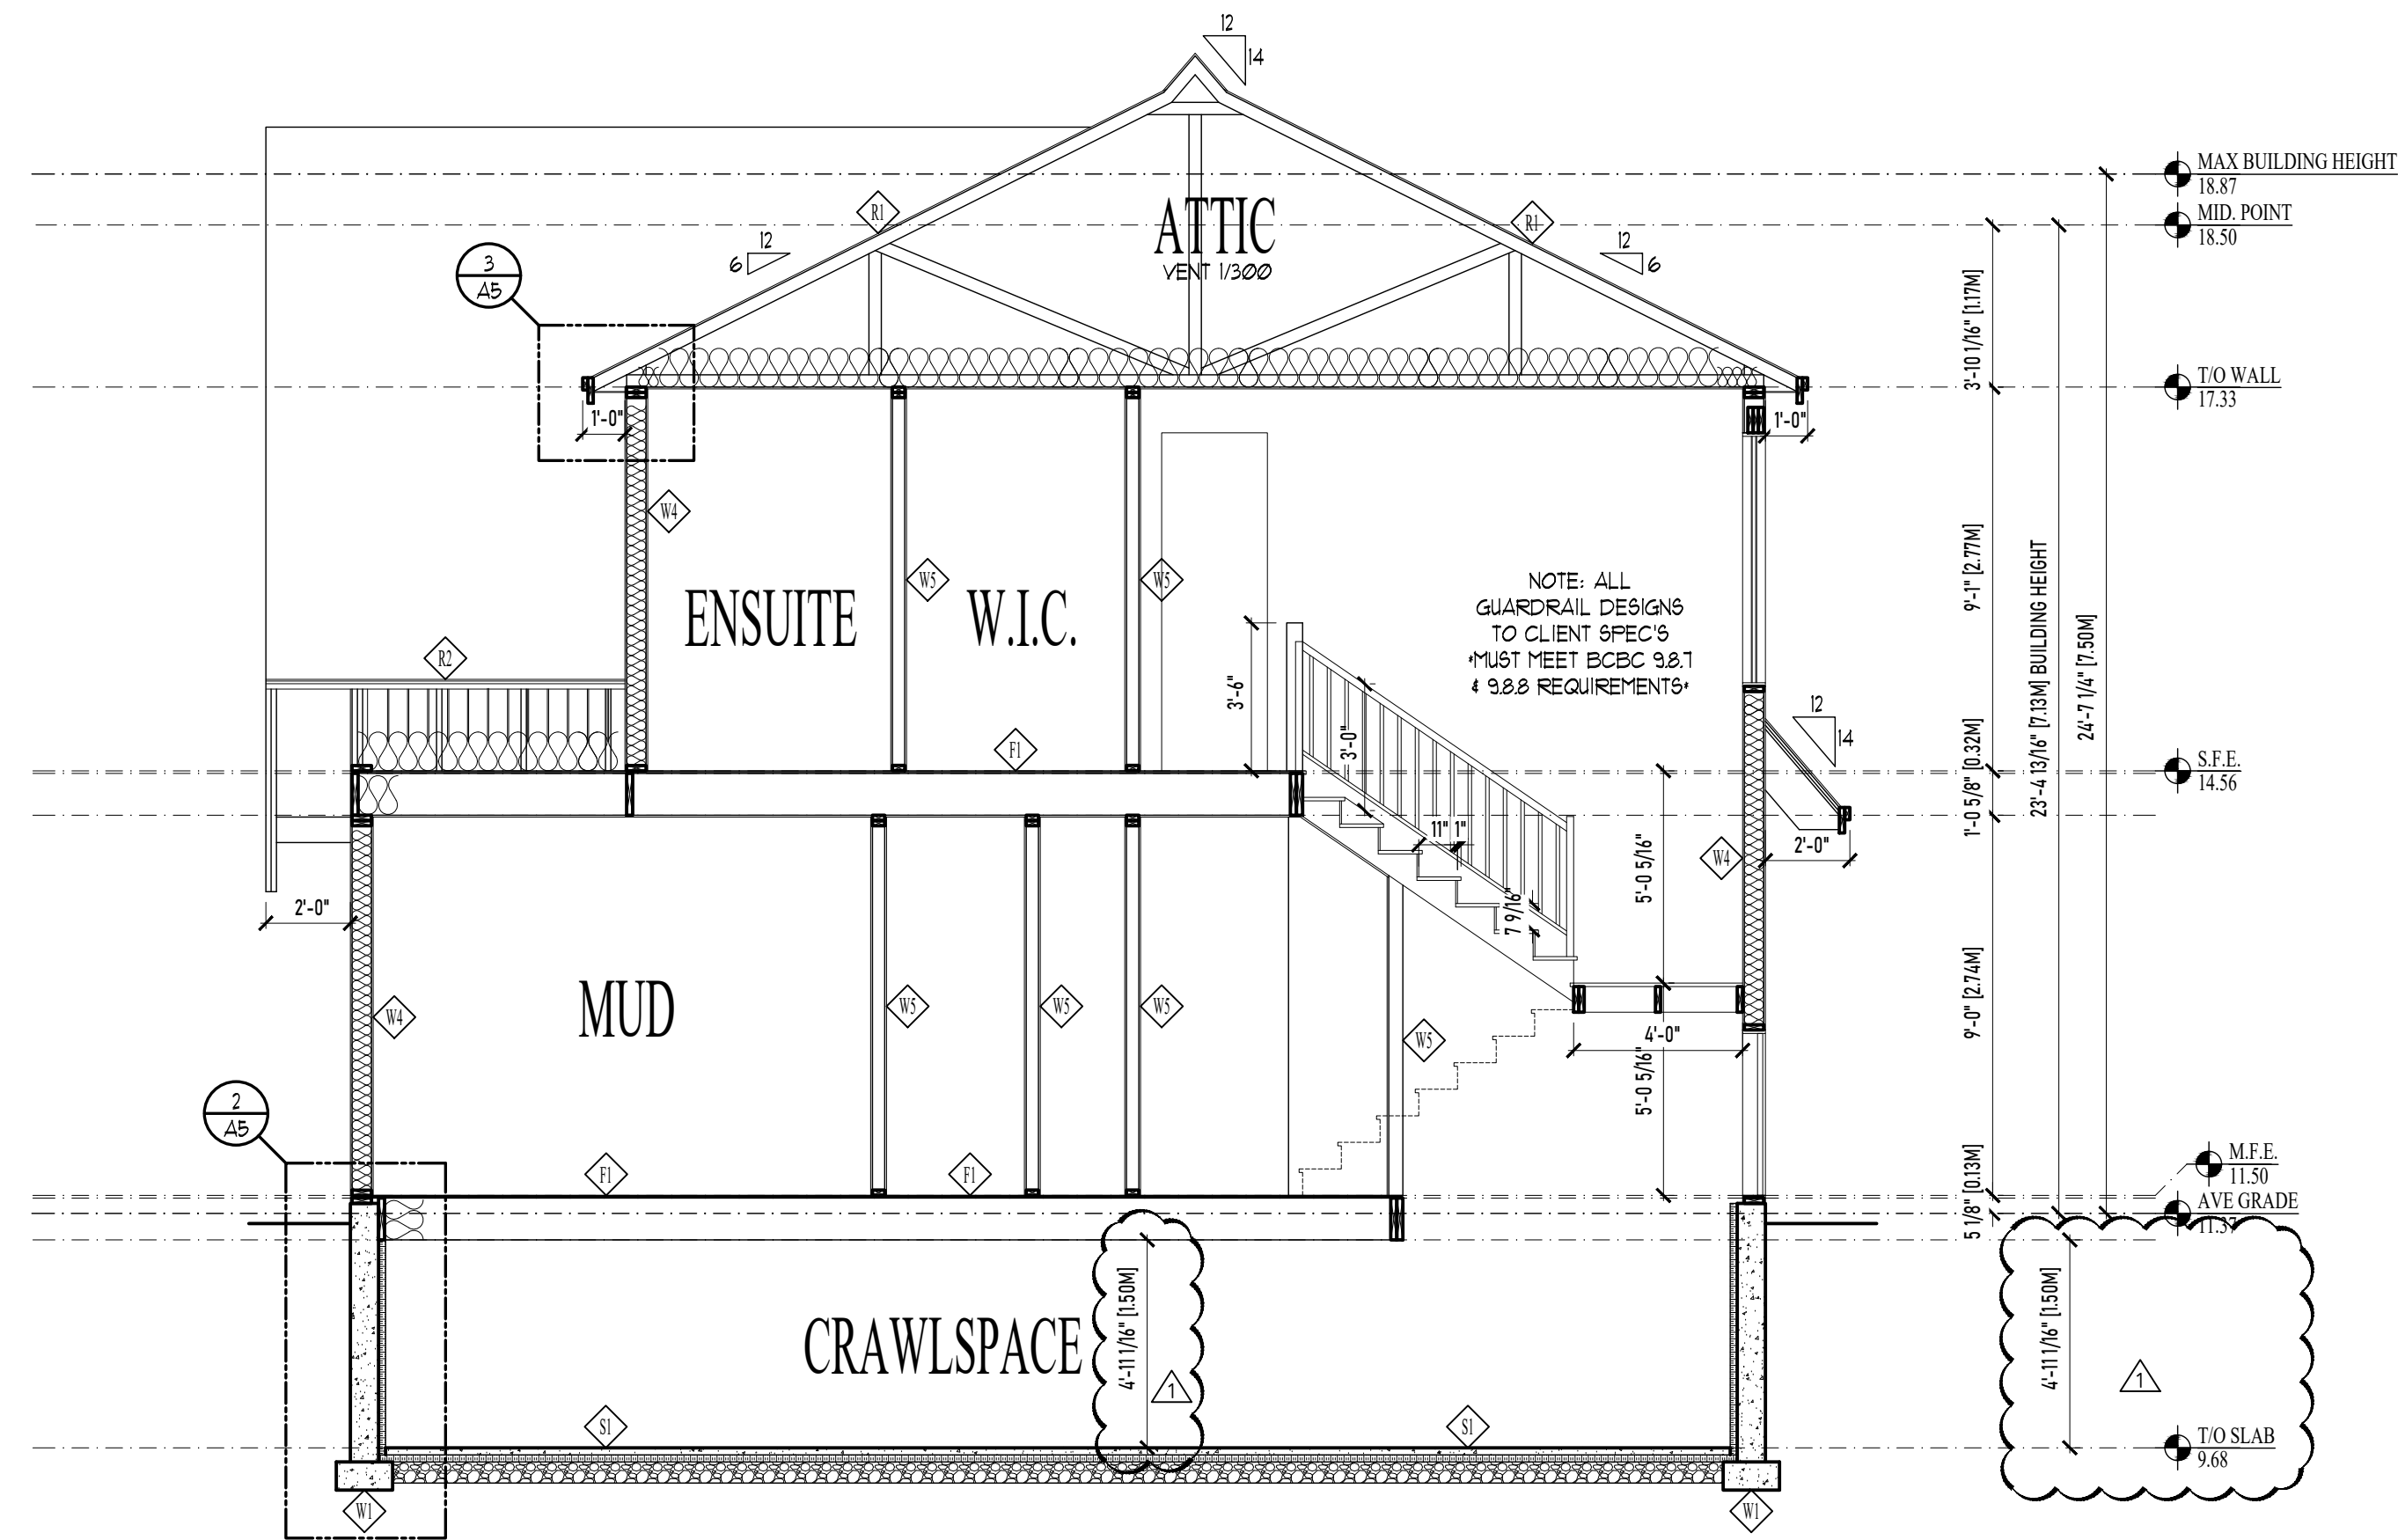 12
14
MAX BUILDING HEIGHT
18.87
MID. POINT
18.50
R1
R1
ATTIC
VENT 1/300
12
6
12
6
3
A5
3'-10 1/16" [1.17M]
T/O WALL
17.33
1'-0"
1'-0"
W4
W5
W5
ENSUITE
W.I.C.
NOTE: ALL
GUARDRAIL DESIGNS
TO CLIENT SPEC'S
*MUST MEET BCBC 9.8.7
& 9.8.8 REQUIREMENTS*
9'-1" [2.77M]
23'-4 13/16" [7.13M] BUILDING HEIGHT
24'-7 1/4" [7.50M]
R2
3'-6"
F1
3'-0"
12
14
S.F.E.
14.56
1'-0 5/8" [0.32M]
11" 1"
7 9/16"
5'-0 5/16"
W4
2'-0"
2'-0"
MUD
W4
W5
W5
W5
W5
4'-0"
5'-0 5/16"
9'-0" [2.74M]
2
A5
F1
F1
M.F.E.
11.50
AVE GRADE
11.37
5 1/8" [0.13M]
CRAWLSPACE
4'-11 1/16" [1.50M]
1
4'-11 1/16" [1.50M]
1
S1
S1
T/O SLAB
9.68
W1
W1